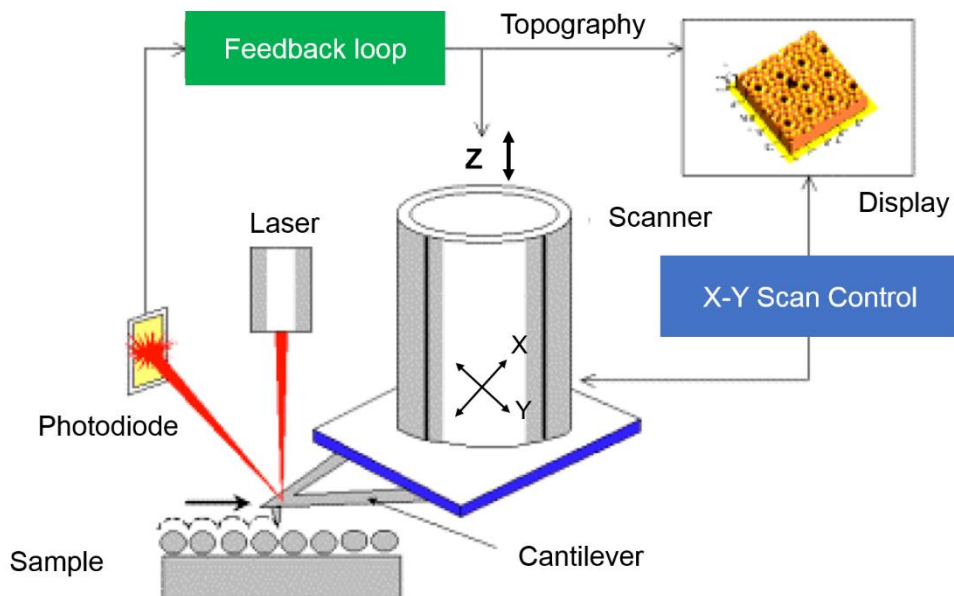 Feedback loop
Topography
Z
Display
Scanner
Laser
X-Y Scan Control
X
Y
Photodiode
Cantilever
Sample